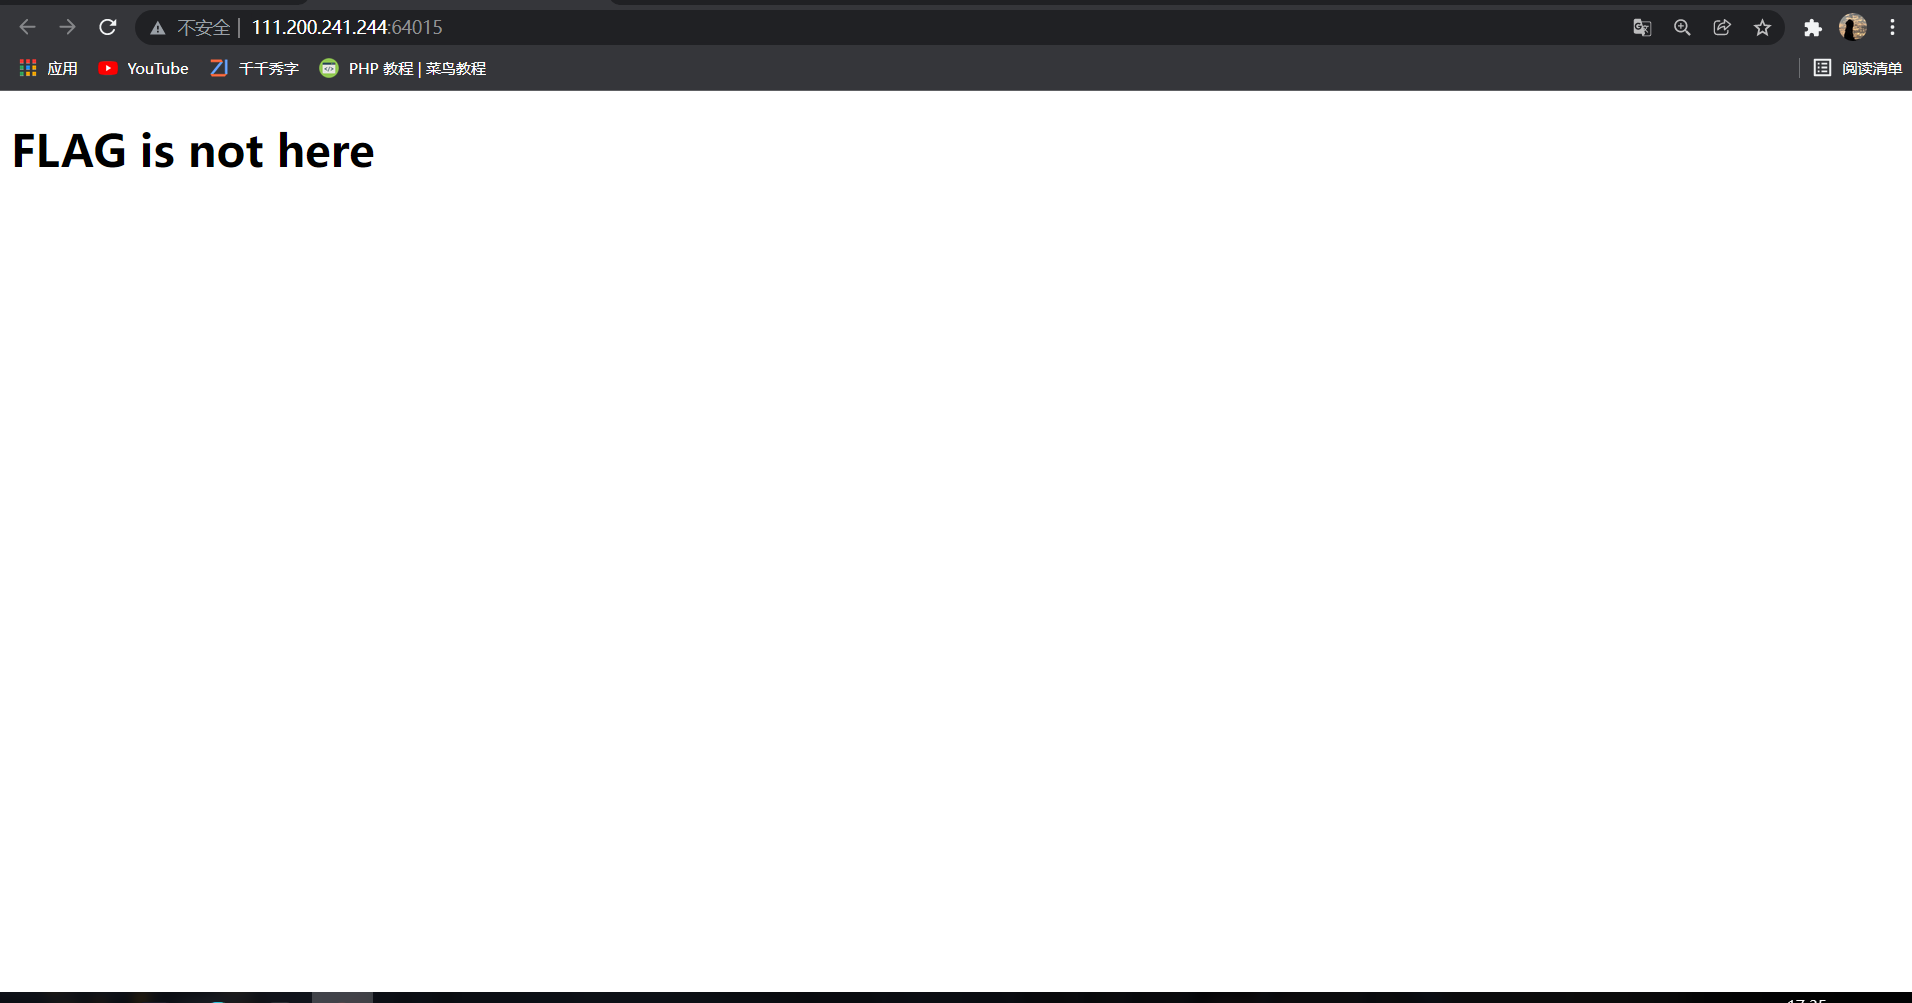 不安全 | 111.200.241.244:64015
应用 YouTube 千千秀字 PHP 教程 | 菜鸟教程 阅读清单
FLAG is not here